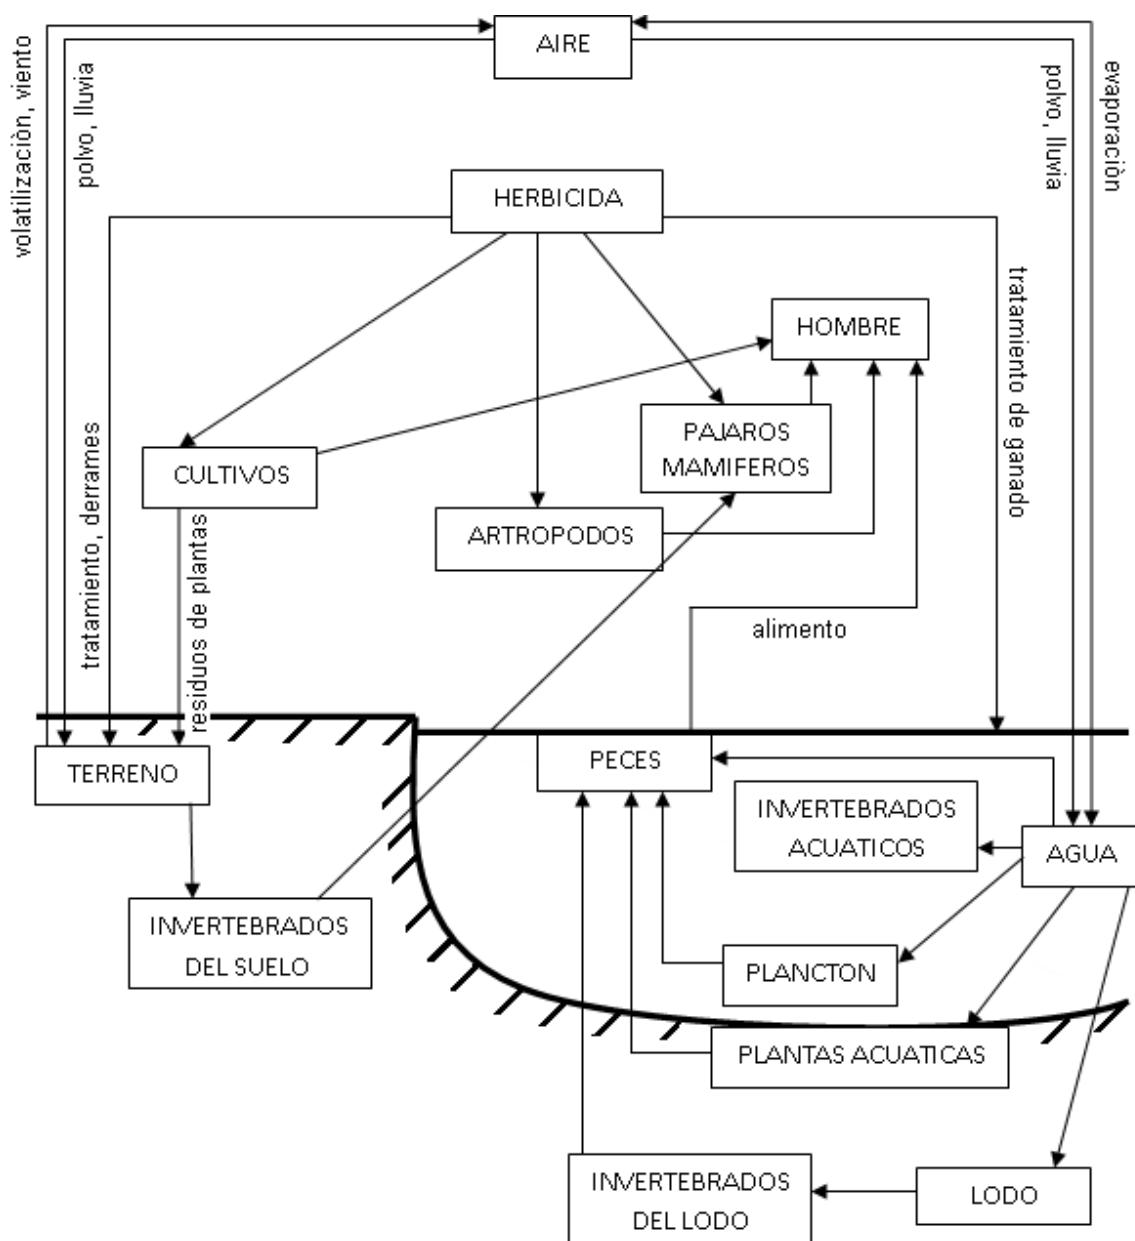 AIRE
volatilizaciòn, viento
polvo, lluvia
polvo, lluvia
evaporaciòn
HERBICIDA
tratamiento de ganado
HOMBRE
PAJAROS
MAMIFEROS
CULTIVOS
ARTROPODOS
tratamiento, derrames
residuos de plantas
alimento
TERRENO
PECES
INVERTEBRADOS
ACUATICOS
AGUA
INVERTEBRADOS
DEL SUELO
PLANCTON
PLANTAS ACUATICAS
INVERTEBRADOS
DEL LODO
LODO